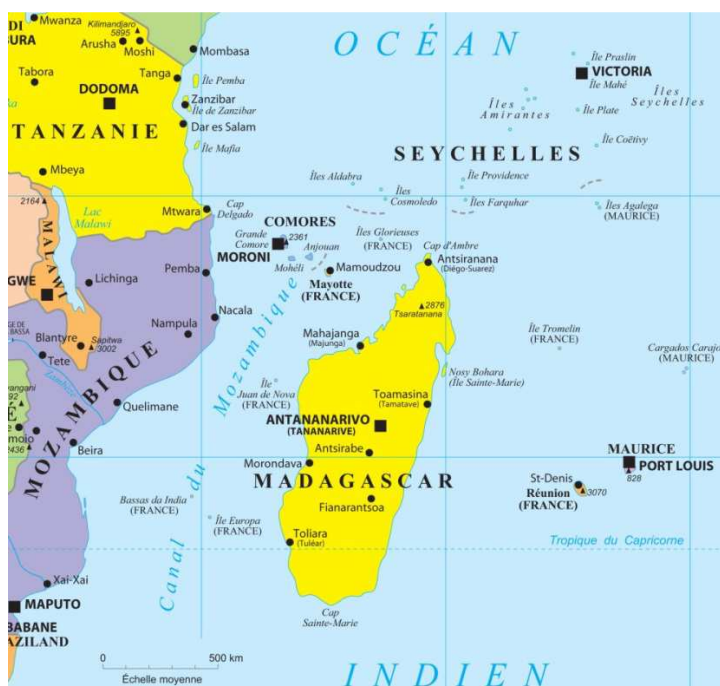 Mwanza
Kilimandjaro
5895
DI
BURA
Arusha
Moshi
Mombasa
OCÉAN
Tabora
Tanga
Île Pemba
DODOMA
Zanzibar
Île de Zanzibar
TANZANIE
Dar es Salam
Île Mafia
Mbeya
Île Praslin
VICTORIA
Île Mahé
Îles
Seychelles
Îles
Amirantes
Île Plate
Île Coëtivy
SEYCHELLES
Îles Aldabra
Île Providence
Îles
Cosmoledo
Îles Farquhar
Îles Agalega
(MAURICE)
2164
Lac
Malawi
MALAWI
Mtwara
Cap
Delgado
COMORES
Grande
Comore
2361
MORONI
Anjouan
Mohéli
Îles Glorieuses
(FRANCE)
Cap d'Ambre
Antsiranana
(Diégo-Suarez)
Mamoudzou
Mayotte
(FRANCE)
GWE
Lichinga
Pemba
2876
Tsaratanana
Nacala
Nampula
Blantyre
Sapitwa
3002
Tete
Zambèze
Mahajanga
(Majunga)
Île Tromelin
(FRANCE)
Cargados Carajo
(MAURICE)
Nosy Bohara
(Île Sainte-Marie)
MOZAMBIQUE
Canal du Mozambique
Île
Juan de Nova
(FRANCE)
Toamasina
(Tamatave)
Quelimane
ANTANANARIVO
(TANANARIVE)
2436
Beira
Antsirabe
Morondava
MADAGASCAR
MAURICE
PORT LOUIS
828
St-Denis
Réunion
(FRANCE)
3070
Bassas da India
(FRANCE)
Fianarantsoa
Île Europa
(FRANCE)
Toliara
(Tuléar)
Tropique du Capricorne
Xai-Xai
MAPUTO
BABANE
AZILAND
Cap
Sainte-Marie
0
500 km
Échelle moyenne
INDIEN